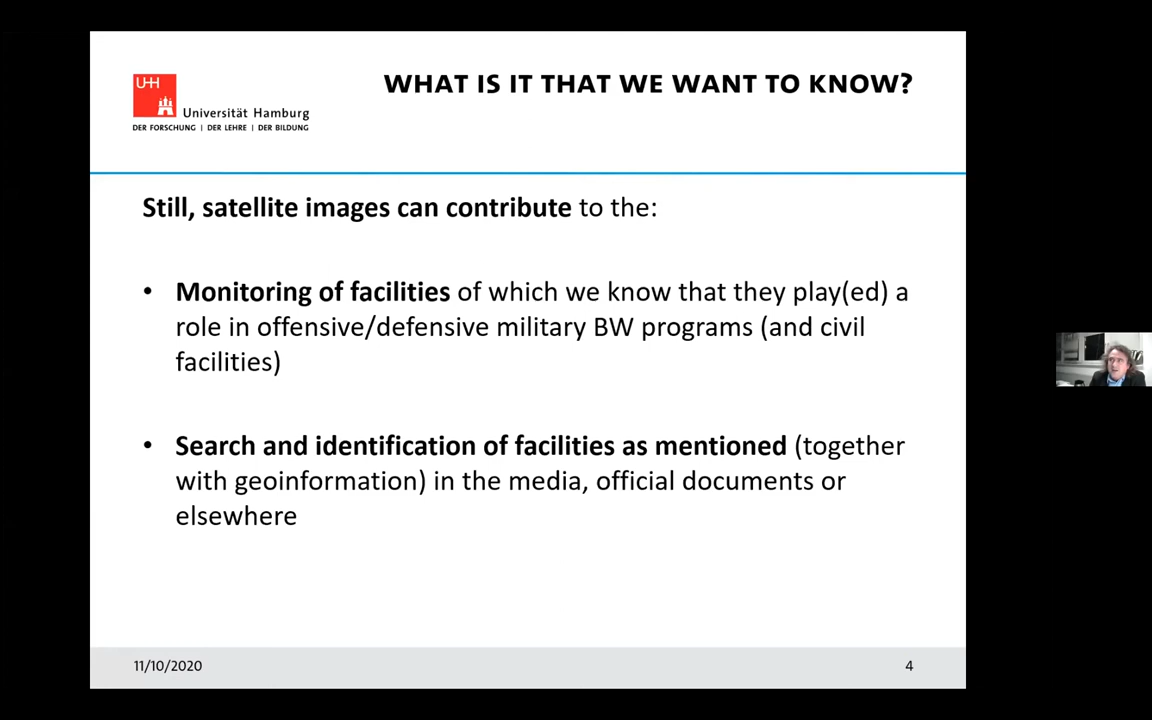 UHH
Universität Hamburg
DER FORSCHUNG | DER LEHRE | DER BILDUNG
WHAT IS IT THAT WE WANT TO KNOW?
Still, satellite images can contribute to the:
• Monitoring of facilities of which we know that they play(ed) a
role in offensive/defensive military BW programs (and civil
facilities)
• Search and identification of facilities as mentioned (together
with geoinformation) in the media, official documents or
elsewhere
11/10/2020
4